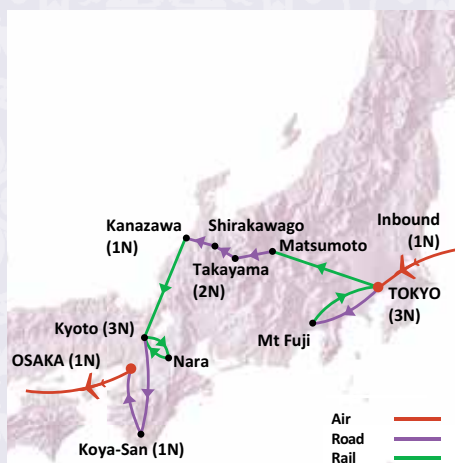 Inbound
(1N)
Kanazawa
(1N)
Shirakawago
Matsumoto
Takayama
(2N)
TOKYO
(3N)
Mt Fuji
Kyoto (3N)
Nara
OSAKA (1N)
Koya-San (1N)
Air
Road
Rail